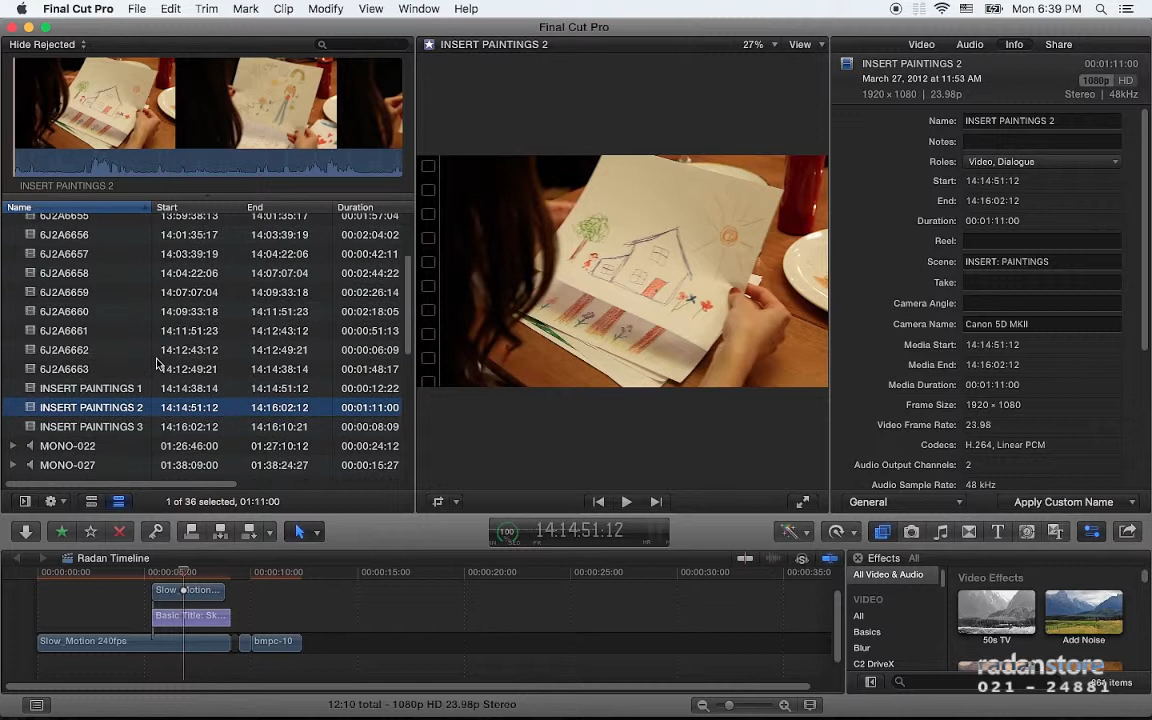 Final Cut Pro File Edit Trim Mark Clip Modify View Window Help Mon 6:39 PM
Final Cut Pro
Hide Rejected INSERT PAINTINGS 2 27% View Video Audio Info Share
INSERT PAINTINGS 2 00:01:11:00
March 27, 2012 at 11:53 AM 1080p HD
1920 × 1080 | 23.98p Stereo | 48kHz
Name: INSERT PAINTINGS 2
Notes:
Roles: Video, Dialogue
Start: 14:14:51:12
End: 14:16:02:12
Duration: 00:01:11:00
Reel:
Scene: INSERT: PAINTINGS
Take:
Camera Angle:
Camera Name: Canon 5D MKII
Media Start: 14:14:51:12
Media End: 14:16:02:12
Media Duration: 00:01:11:00
Frame Size: 1920 × 1080
Video Frame Rate: 23.98
Codecs: H.264, Linear PCM
Audio Output Channels: 2
Audio Sample Rate: 48 kHz
General Apply Custom Name
INSERT PAINTINGS 2
Name Start End Duration
6J2A6655 13:59:38:13 14:01:35:17 00:01:57:04
6J2A6656 14:01:35:17 14:03:39:19 00:02:04:02
6J2A6657 14:03:39:19 14:04:22:06 00:00:42:11
6J2A6658 14:04:22:06 14:07:07:04 00:02:44:22
6J2A6659 14:07:07:04 14:09:33:18 00:02:26:14
6J2A6660 14:09:33:18 14:11:51:23 00:02:18:05
6J2A6661 14:11:51:23 14:12:43:12 00:00:51:13
6J2A6662 14:12:43:12 14:12:49:21 00:00:06:09
6J2A6663 14:12:49:21 14:14:38:14 00:01:48:17
INSERT PAINTINGS 1 14:14:38:14 14:14:51:12 00:00:12:22
INSERT PAINTINGS 2 14:14:51:12 14:16:02:12 00:01:11:00
INSERT PAINTINGS 3 14:16:02:12 14:16:10:21 00:00:08:09
MONO-022 01:26:46:00 01:27:10:12 00:00:24:12
MONO-027 01:38:09:00 01:38:24:27 00:00:15:27
1 of 36 selected, 01:11:00
100 14:14:51:12
Radan Timeline
00:00:00:00 00:00:05:00 00:00:10:00 00:00:15:00 00:00:20:00 00:00:25:00 00:00:30:00 00:00:35:0
Slow_Motion...
Basic Title: Sk...
Slow_Motion 240fps bmpc-10
Effects All
All Video & Audio
VIDEO
All
Basics
Blur
C2 DriveX
Video Effects
50s TV Add Noise
radanstore
021 - 24881
items
12:10 total - 1080p HD 23.98p Stereo